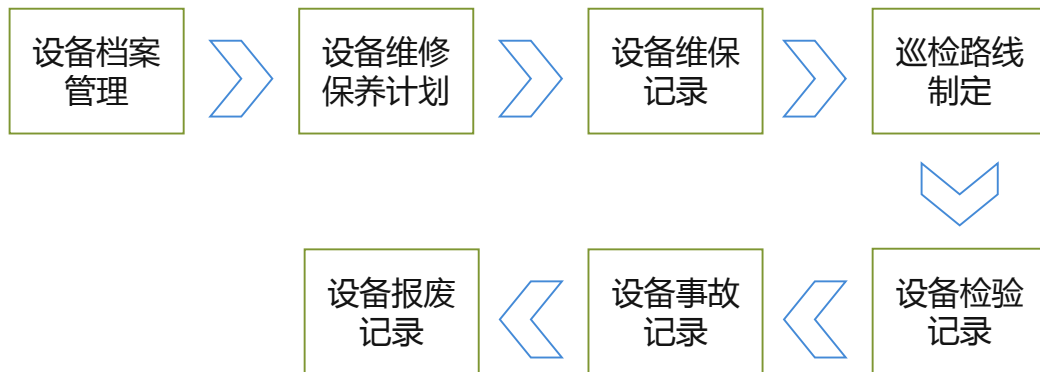 设备档案
管理
设备维修
保养计划
设备维保
记录
巡检路线
制定
设备检验
记录
设备事故
记录
设备报废
记录